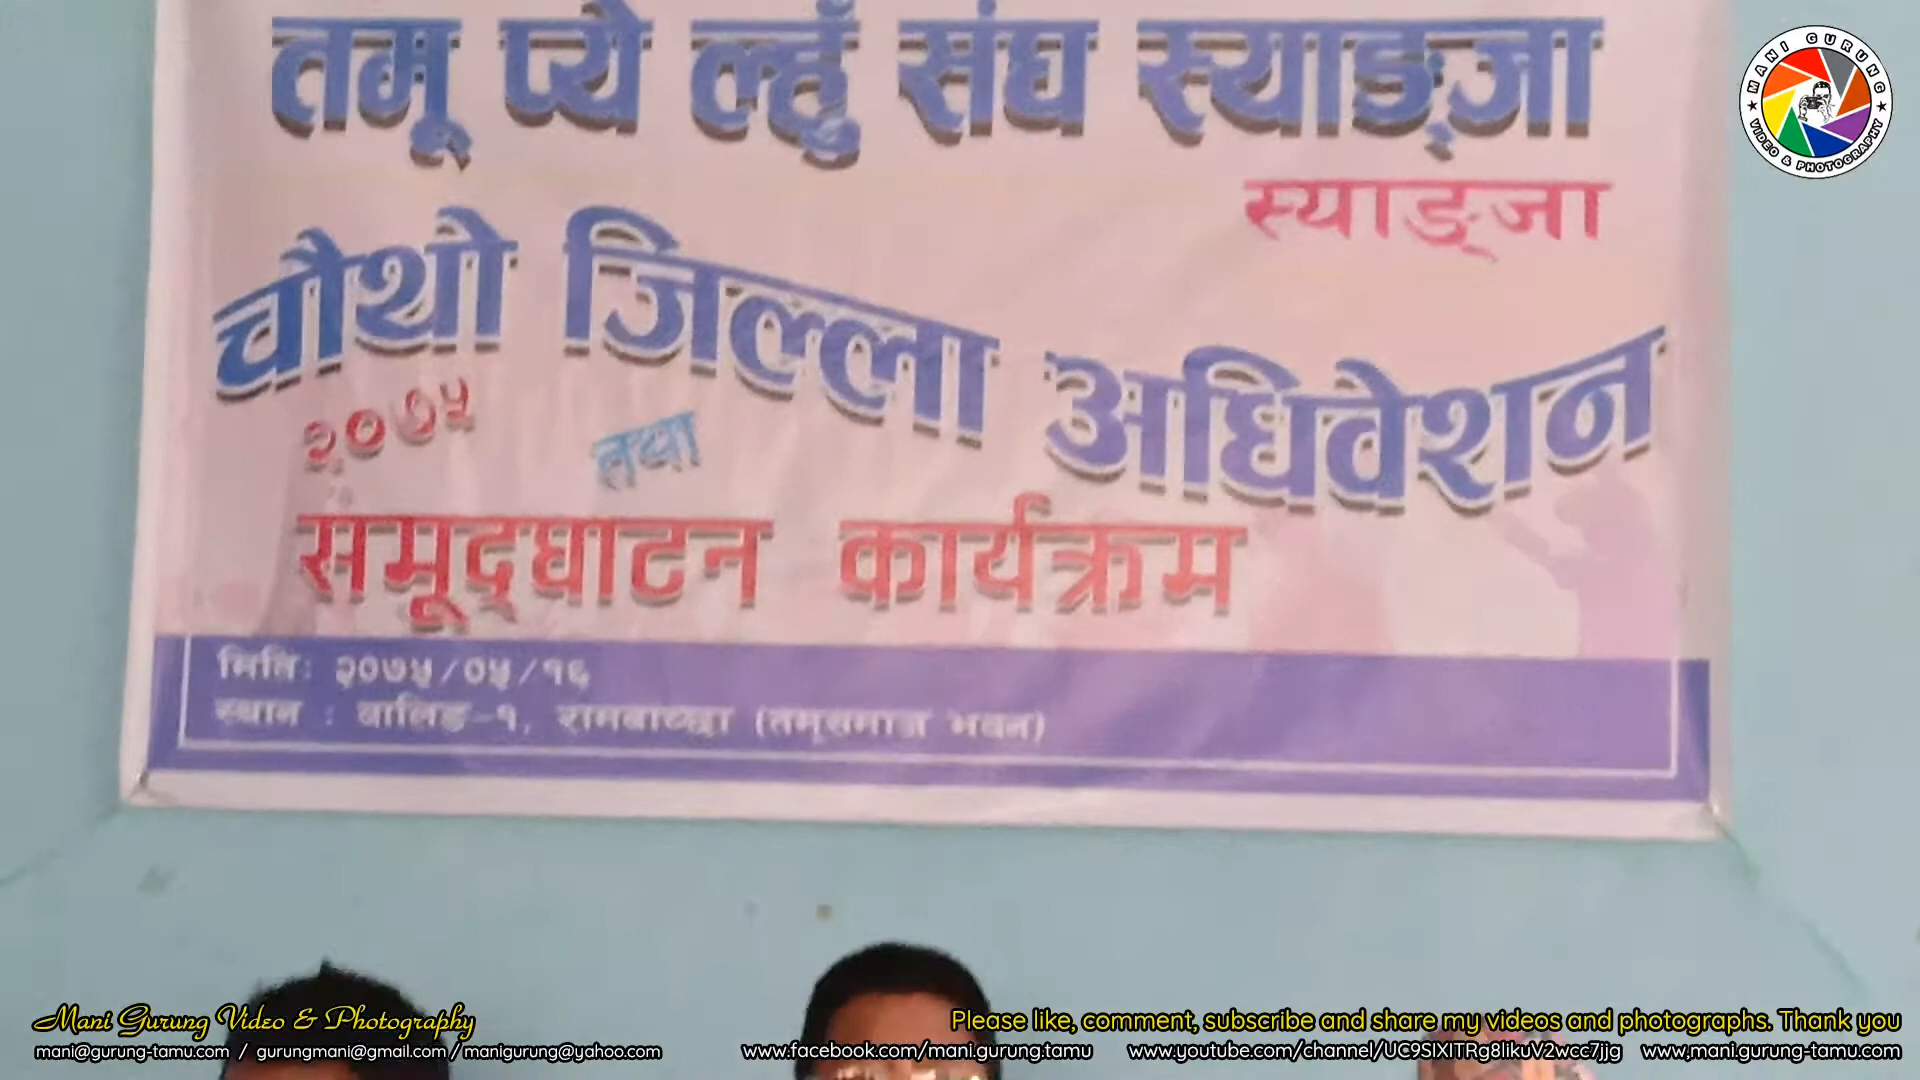 तमू प्ये ल्हुँ संघ स्याङ्जा
स्याङ्जा
चौथो जिल्ला अधिवेशन
२०७५
तथा
समूद्घाटन कार्यक्रम
मिति: २०७५/०५/१६
स्थान : वालिङ-१, रामबाच्छा (तमूसमाज भवन)
MANI GURUNG
VIDEO & PHOTOGRAPHY
Mani Gurung Video & Photography
Please like, comment, subscribe and share my videos and photographs. Thank you
mani@gurung-tamu.com / gurungmani@gmail.com / manigurung@yahoo.com
www.facebook.com/mani.gurung.tamu www.youtube.com/channel/UC9SlXITRg8likuV2wcc7jjg www.mani.gurung-tamu.com